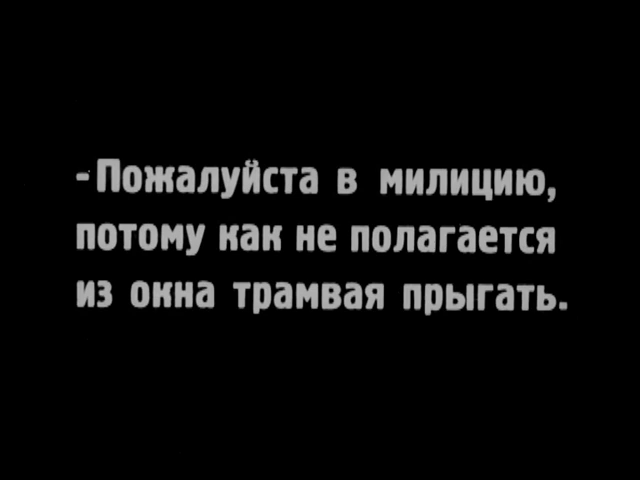 -Пожалуйста в милицию,
потому как не полагается
из окна трамвая прыгать.